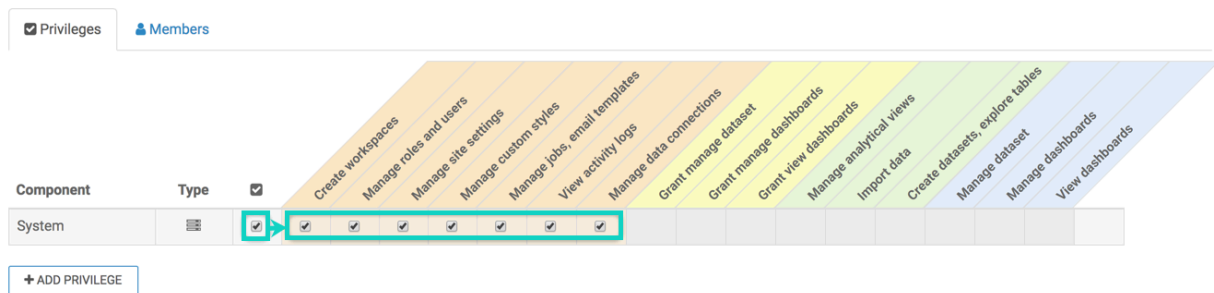 Privileges
Members
Create workspaces
Manage roles and users
Manage site settings
Manage custom styles
Manage jobs, email templates
View activity logs
Manage data connections
Grant manage dataset
Grant manage dashboards
Grant view dashboards
Manage analytical views
Import data
Create datasets, explore tables
Manage dataset
Manage dashboards
View dashboards
Component Type
System
+ ADD PRIVILEGE